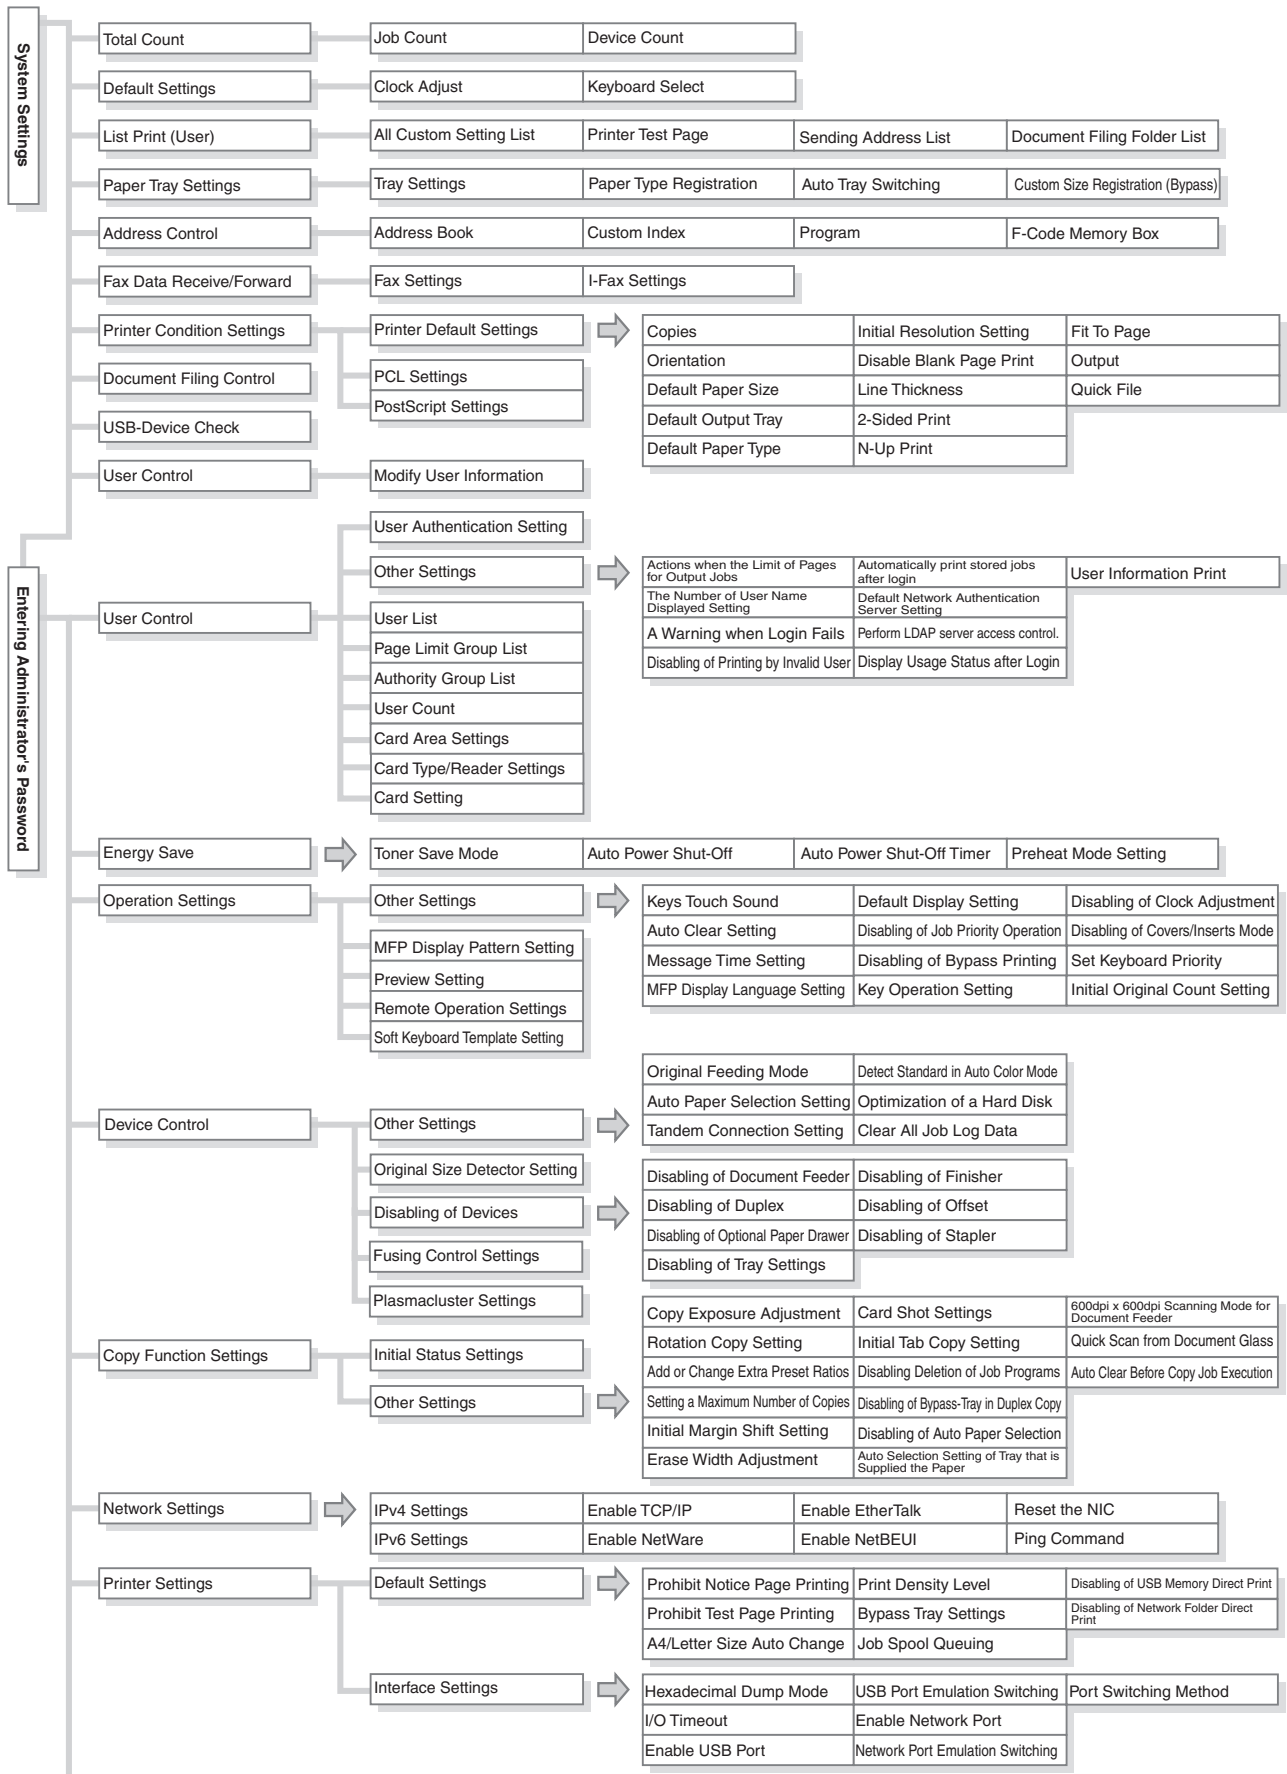 System Settings
Total Count
Job Count
Device Count
Default Settings
Clock Adjust
Keyboard Select
List Print (User)
All Custom Setting List
Printer Test Page
Sending Address List
Document Filing Folder List
Paper Tray Settings
Tray Settings
Paper Type Registration
Auto Tray Switching
Custom Size Registration (Bypass)
Address Control
Address Book
Custom Index
Program
F-Code Memory Box
Fax Data Receive/Forward
Fax Settings
I-Fax Settings
Printer Condition Settings
Printer Default Settings
Copies
Initial Resolution Setting
Fit To Page
Orientation
Disable Blank Page Print
Output
Document Filing Control
PCL Settings
Default Paper Size
Line Thickness
Quick File
PostScript Settings
Default Output Tray
2-Sided Print
USB-Device Check
Default Paper Type
N-Up Print
User Control
Modify User Information
Entering Administrator's Password
User Control
User Authentication Setting
Other Settings
Actions when the Limit of Pages
for Output Jobs
Automatically print stored jobs
after login
User Information Print
The Number of User Name
Displayed Setting
Default Network Authentication
Server Setting
A Warning when Login Fails
Perform LDAP server access control.
Disabling of Printing by Invalid User
Display Usage Status after Login
User List
Page Limit Group List
Authority Group List
User Count
Card Area Settings
Card Type/Reader Settings
Card Setting
Energy Save
Toner Save Mode
Auto Power Shut-Off
Auto Power Shut-Off Timer
Preheat Mode Setting
Operation Settings
Other Settings
Keys Touch Sound
Default Display Setting
Disabling of Clock Adjustment
Auto Clear Setting
Disabling of Job Priority Operation
Disabling of Covers/Inserts Mode
Message Time Setting
Disabling of Bypass Printing
Set Keyboard Priority
MFP Display Language Setting
Key Operation Setting
Initial Original Count Setting
MFP Display Pattern Setting
Preview Setting
Remote Operation Settings
Soft Keyboard Template Setting
Device Control
Other Settings
Original Feeding Mode
Detect Standard in Auto Color Mode
Auto Paper Selection Setting
Optimization of a Hard Disk
Tandem Connection Setting
Clear All Job Log Data
Original Size Detector Setting
Disabling of Devices
Disabling of Document Feeder
Disabling of Finisher
Disabling of Duplex
Disabling of Offset
Disabling of Optional Paper Drawer
Disabling of Stapler
Disabling of Tray Settings
Fusing Control Settings
Plasmacluster Settings
Copy Function Settings
Initial Status Settings
Other Settings
Copy Exposure Adjustment
Card Shot Settings
600dpi x 600dpi Scanning Mode for
Document Feeder
Rotation Copy Setting
Initial Tab Copy Setting
Quick Scan from Document Glass
Add or Change Extra Preset Ratios
Disabling Deletion of Job Programs
Auto Clear Before Copy Job Execution
Setting a Maximum Number of Copies
Disabling of Bypass-Tray in Duplex Copy
Initial Margin Shift Setting
Disabling of Auto Paper Selection
Erase Width Adjustment
Auto Selection Setting of Tray that is
Supplied the Paper
Network Settings
IPv4 Settings
Enable TCP/IP
Enable EtherTalk
Reset the NIC
IPv6 Settings
Enable NetWare
Enable NetBEUI
Ping Command
Printer Settings
Default Settings
Prohibit Notice Page Printing
Print Density Level
Disabling of USB Memory Direct Print
Prohibit Test Page Printing
Bypass Tray Settings
Disabling of Network Folder Direct
Print
A4/Letter Size Auto Change
Job Spool Queuing
Interface Settings
Hexadecimal Dump Mode
USB Port Emulation Switching
Port Switching Method
I/O Timeout
Enable Network Port
Enable USB Port
Network Port Emulation Switching